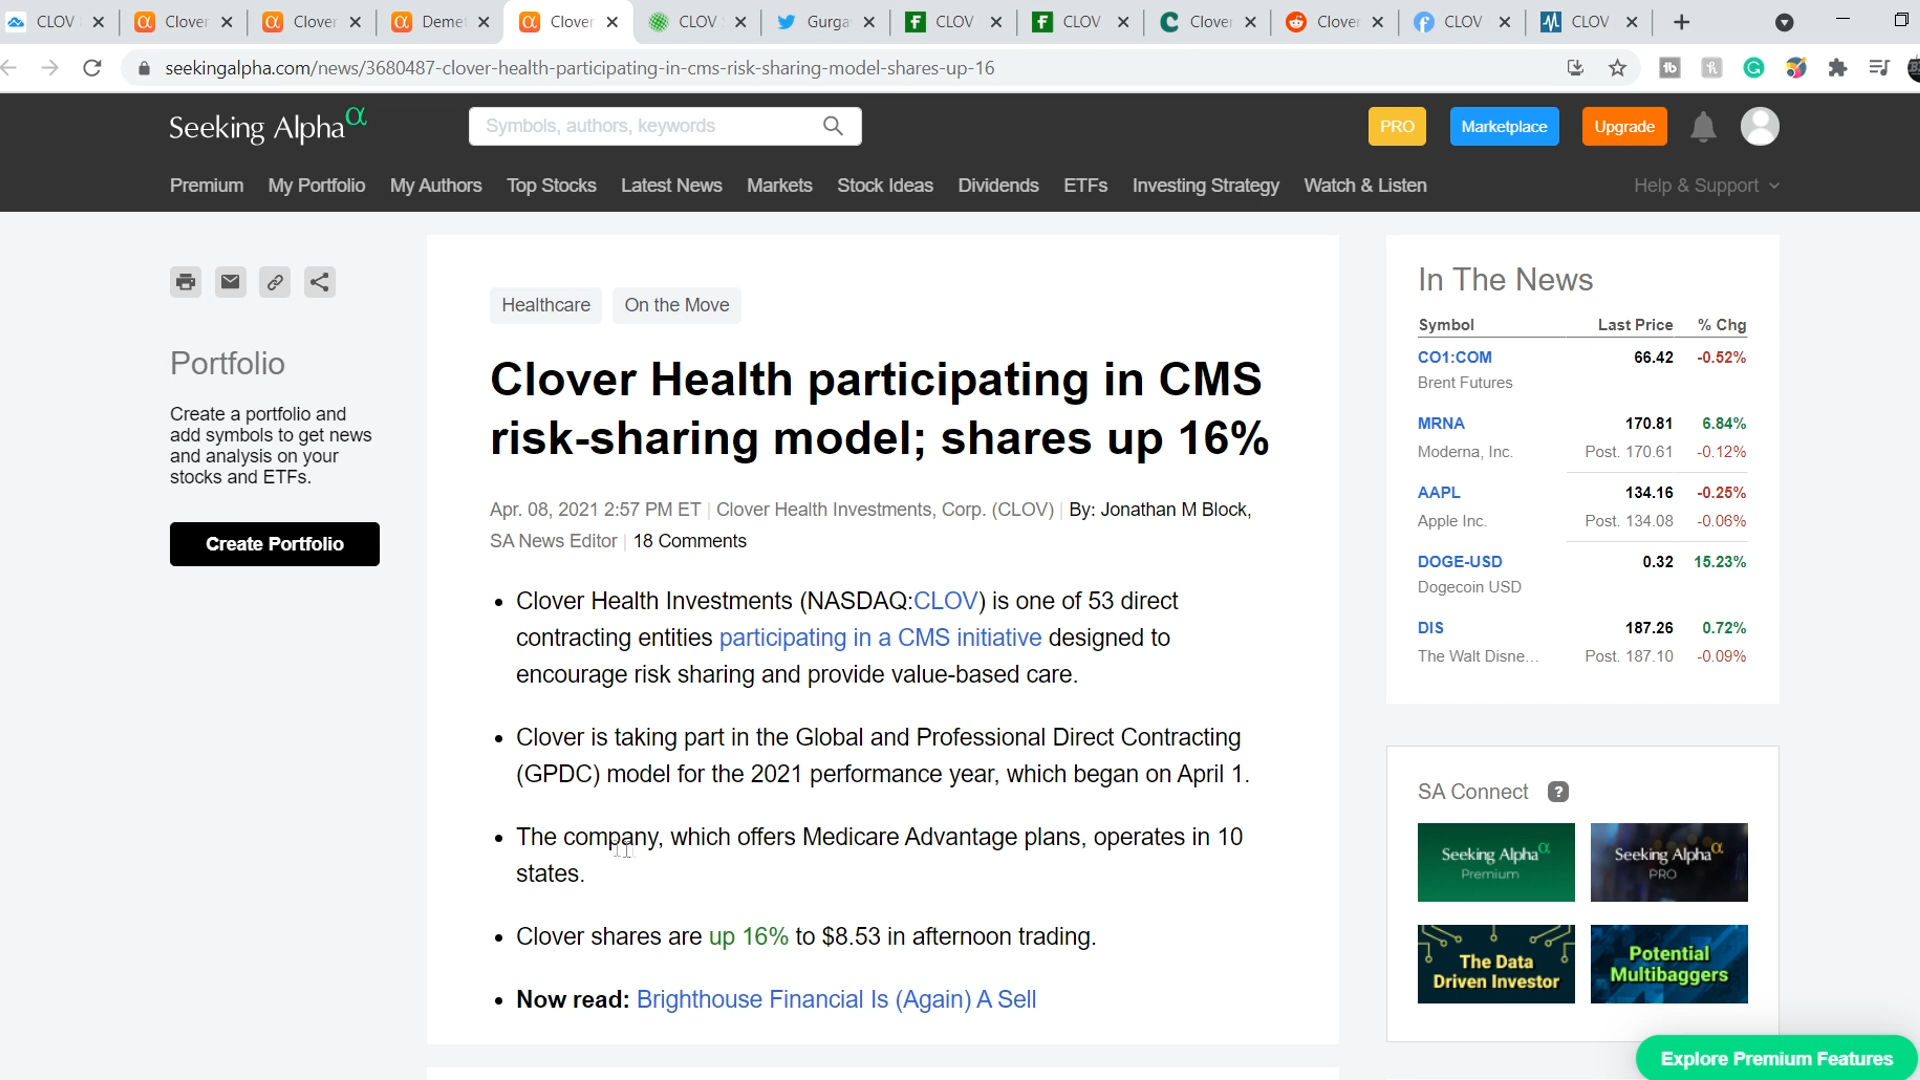 CLOV
Clover
Clover
Demet
Clover
CLOV
Gurga
CLOV
CLOV
Clover
Clover
CLOV
CLOV
seekingalpha.com/news/3680487-clover-health-participating-in-cms-risk-sharing-model-shares-up-16
Seeking Alpha α
Symbols, authors, keywords
PRO
Marketplace
Upgrade
Premium My Portfolio My Authors Top Stocks Latest News Markets Stock Ideas Dividends ETFs Investing Strategy Watch & Listen Help & Support
Portfolio
Create a portfolio and
add symbols to get news
and analysis on your
stocks and ETFs.
Create Portfolio
Healthcare On the Move
Clover Health participating in CMS
risk-sharing model; shares up 16%
Apr. 08, 2021 2:57 PM ET | Clover Health Investments, Corp. (CLOV) | By: Jonathan M Block,
SA News Editor | 18 Comments
• Clover Health Investments (NASDAQ:CLOV) is one of 53 direct
contracting entities participating in a CMS initiative designed to
encourage risk sharing and provide value-based care.
• Clover is taking part in the Global and Professional Direct Contracting
(GPDC) model for the 2021 performance year, which began on April 1.
• The company, which offers Medicare Advantage plans, operates in 10
states.
• Clover shares are up 16% to $8.53 in afternoon trading.
• Now read: Brighthouse Financial Is (Again) A Sell
In The News
Symbol Last Price % Chg
CO1:COM 66.42 -0.52%
Brent Futures
MRNA 170.81 6.84%
Moderna, Inc. Post. 170.61 -0.12%
AAPL 134.16 -0.25%
Apple Inc. Post. 134.08 -0.06%
DOGE-USD 0.32 15.23%
Dogecoin USD
DIS 187.26 0.72%
The Walt Disne... Post. 187.10 -0.09%
SA Connect ?
Seeking Alpha α
Premium
Seeking Alpha α
PRO
The Data
Driven Investor
Potential
Multibaggers
Explore Premium Features